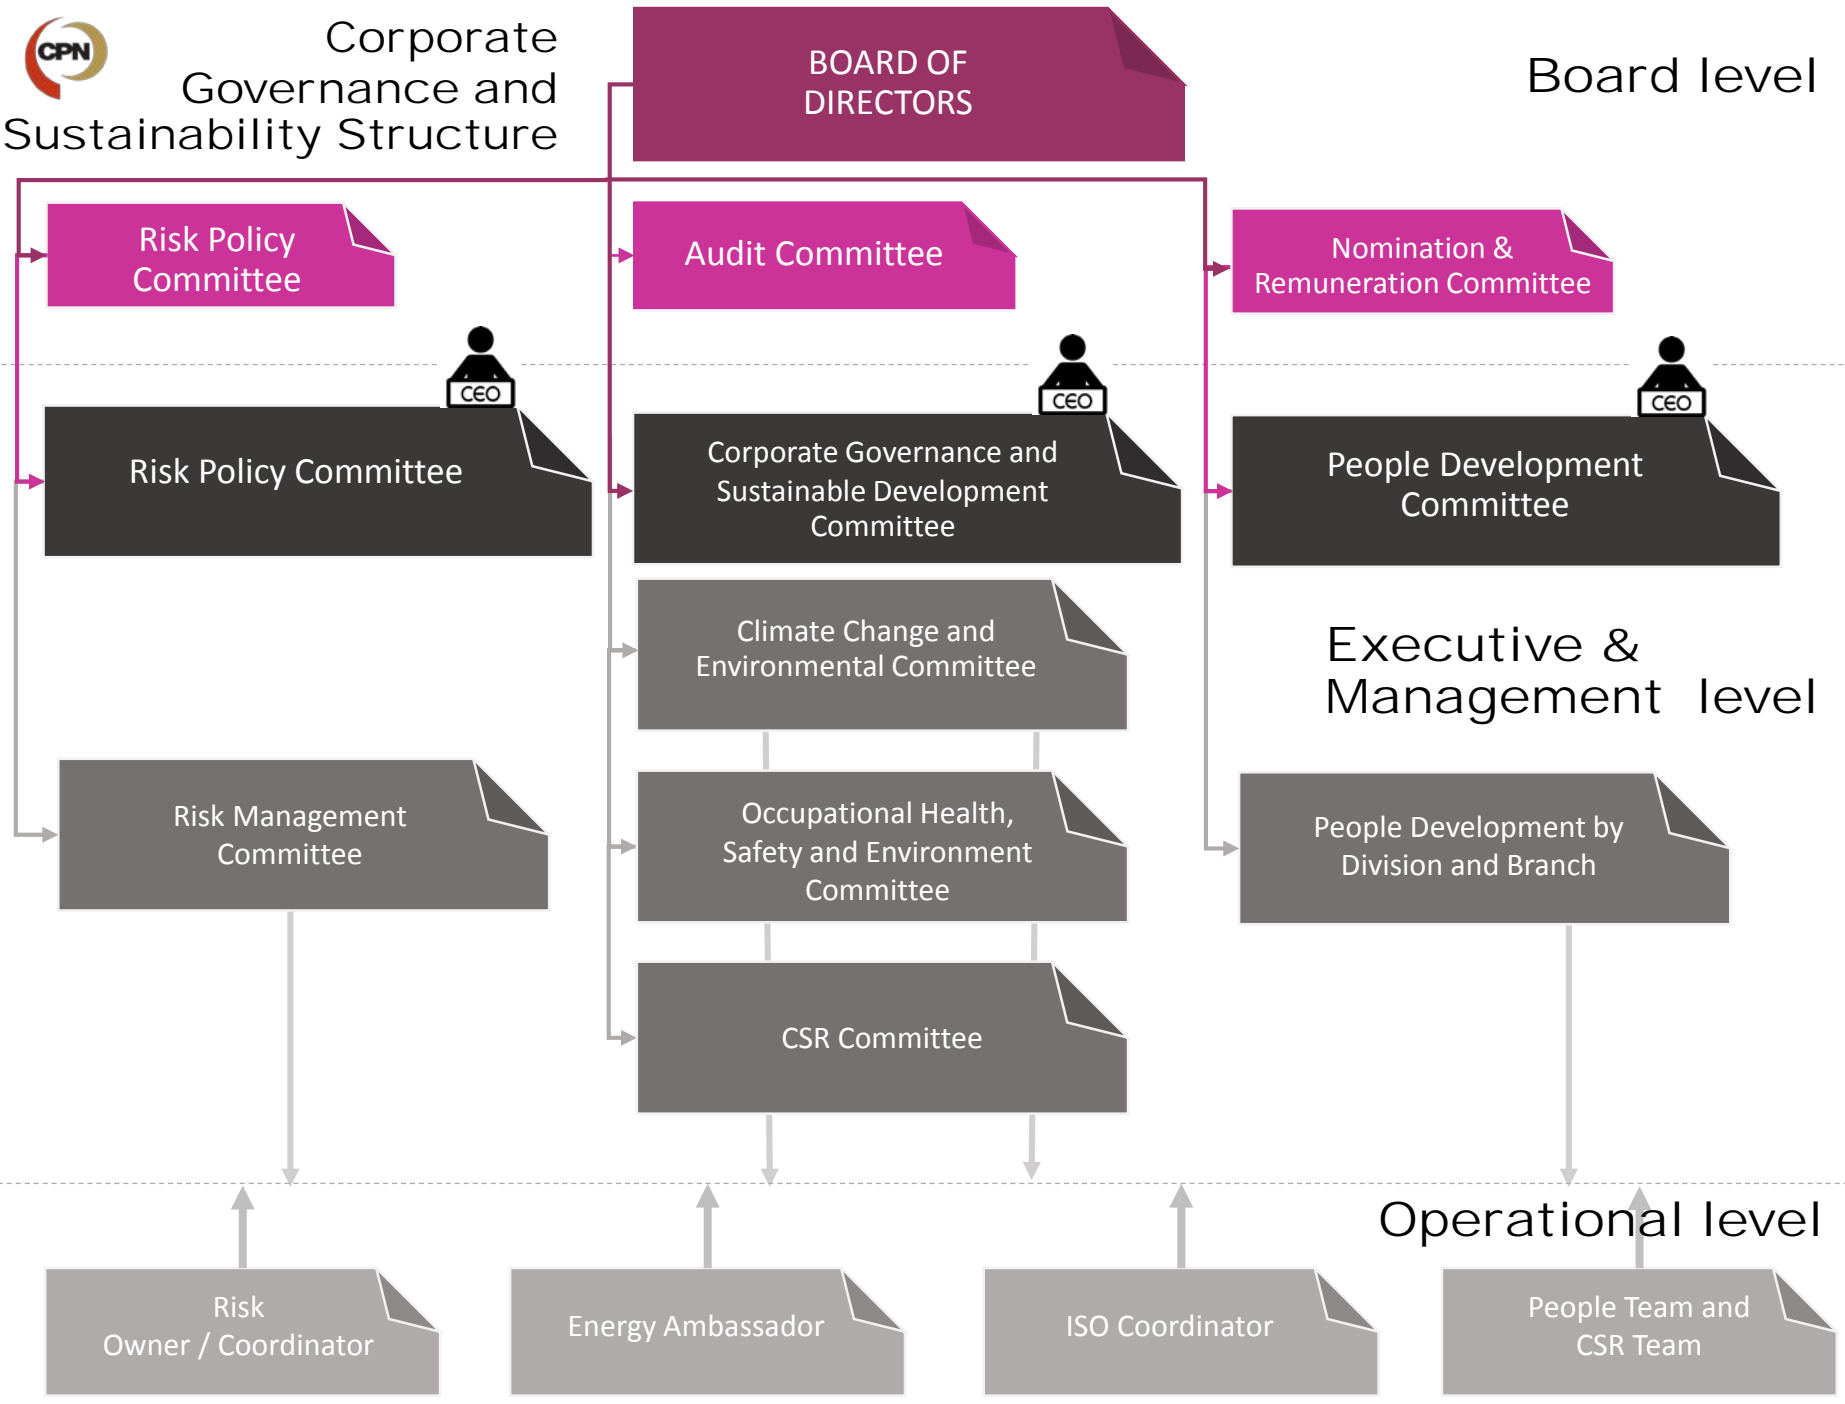 CPN
Corporate
Governance and
Sustainability Structure
BOARD OF
DIRECTORS
Board level
Risk Policy
Committee
Audit Committee
Nomination &
Remuneration Committee
CEO
CEO
CEO
Risk Policy Committee
Corporate Governance and
Sustainable Development
Committee
People Development
Committee
Climate Change and
Environmental Committee
Executive &
Management level
Risk Management
Committee
Occupational Health,
Safety and Environment
Committee
People Development by
Division and Branch
CSR Committee
Operational level
Risk
Owner / Coordinator
Energy Ambassador
ISO Coordinator
People Team and
CSR Team